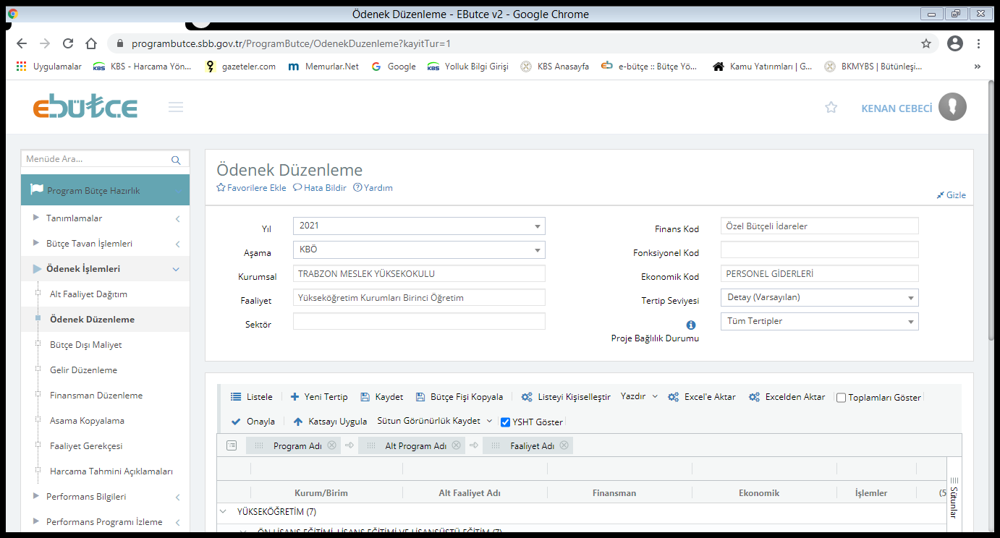 Ödenek Düzenleme - EButce v2 - Google Chrome
programbutce.sbb.gov.tr/ProgramButce/OdenekDuzenleme?kayitTur=1
Uygulamalar KBS - Harcama Yön... gazeteler.com Memurlar.Net Google Yolluk Bilgi Girişi KBS Anasayfa e-bütçe :: Bütçe Yö... Kamu Yatırımları | G... BKMYBS | Bütünleşi... »
ebütçe KENAN CEBECİ
Menüde Ara...
Program Bütçe Hazırlık
Tanımlamalar
Bütçe Tavan İşlemleri
Ödenek İşlemleri
Alt Faaliyet Dağıtım
Ödenek Düzenleme
Bütçe Dışı Maliyet
Gelir Düzenleme
Finansman Düzenleme
Asama Kopyalama
Faaliyet Gerekçesi
Harcama Tahmini Açıklamaları
Performans Bilgileri
Performans Programı İzleme
Ödenek Düzenleme
Favorilere Ekle Hata Bildir Yardım
Gizle
Yıl 2021 Finans Kod Özel Bütçeli İdareler
Aşama KBÖ Fonksiyonel Kod
Kurumsal TRABZON MESLEK YÜKSEKOKULU Ekonomik Kod PERSONEL GİDERLERİ
Faaliyet Yükseköğretim Kurumları Birinci Öğretim Tertip Seviyesi Detay (Varsayılan)
Sektör Proje Bağlılık Durumu Tüm Tertipler
Listele Yeni Tertip Kaydet Bütçe Fişi Kopyala Listeyi Kişiselleştir Yazdır Excel'e Aktar Excelden Aktar Toplamları Göster
Onayla Katsayı Uygula Sütun Görünürlük Kaydet YSHT Göster
Program Adı Alt Program Adı Faaliyet Adı
Kurum/Birim Alt Faaliyet Adı Finansman Ekonomik İşlemler (5
Sütunlar
YÜKSEKÖĞRETİM (7)
ÖN LİSANS EĞİTİMİ, LİSANS EĞİTİMİ VE LİSANSÜSTÜ EĞİTİM (7)